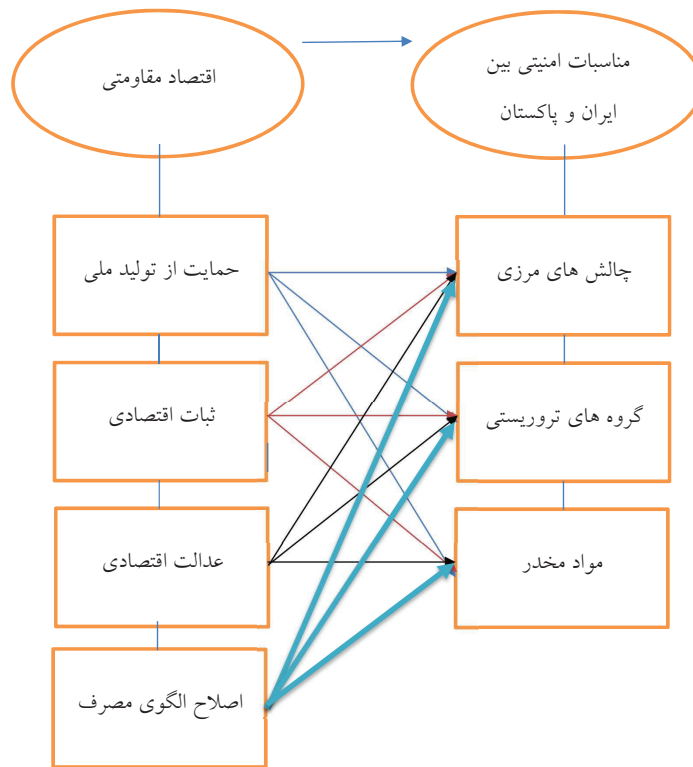 مناسبات امنیتی بین
ایران و پاکستان
اقتصاد مقاومتی
چالش های مرزی
حمایت از تولید ملی
گروه های تروریستی
ثبات اقتصادی
مواد مخدر
عدالت اقتصادی
اصلاح الگوی مصرف